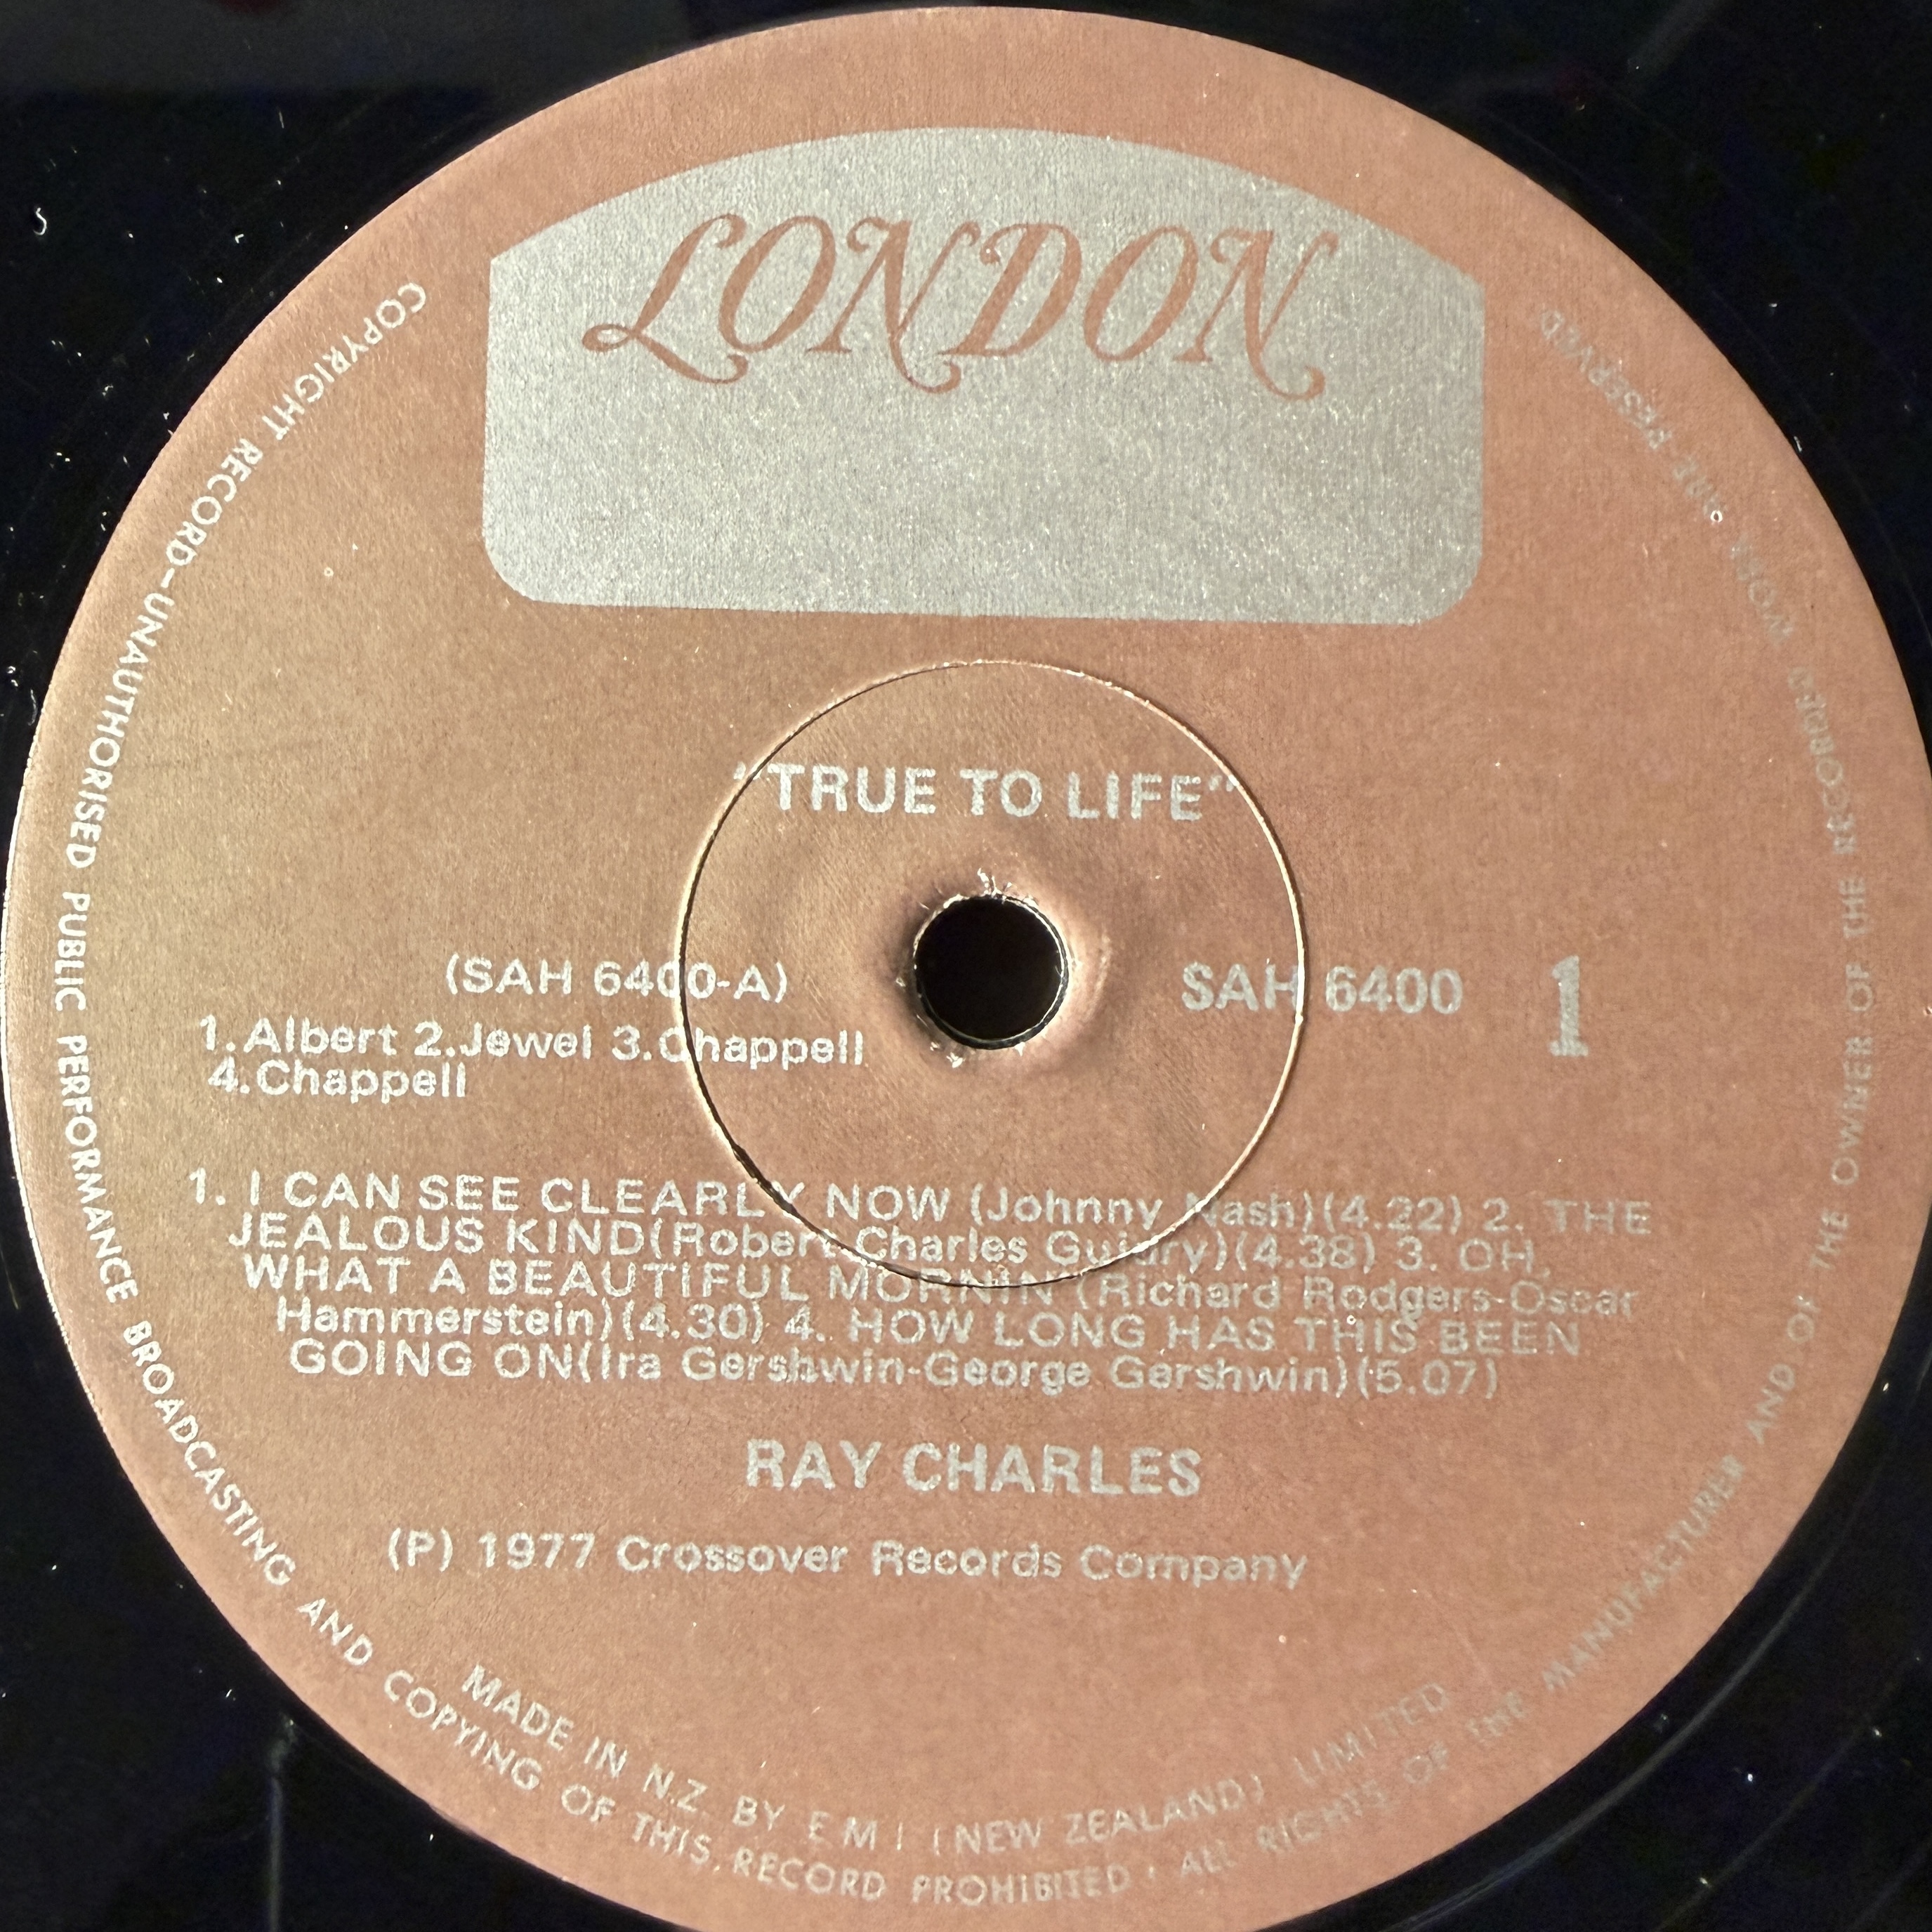 LONDON
"TRUE TO LIFE"
(SAH 6400-A)
SAH 6400
1
1.Albert 2.Jewel 3.Chappell
4.Chappell
1. I CAN SEE CLEARLY NOW (Johnny Nash)(4.22) 2. THE
JEALOUS KIND(Robert Charles Guidry)(4.38) 3. OH,
WHAT A BEAUTIFUL MORNIN'(Richard Rodgers-Oscar
Hammerstein)(4.30) 4. HOW LONG HAS THIS BEEN
GOING ON(Ira Gershwin-George Gershwin)(5.07)
RAY CHARLES
(P) 1977 Crossover Records Company
MADE IN N.Z. BY E M I (NEW ZEALAND) LIMITED
COPYRIGHT RECORD-UNAUTHORISED PUBLIC PERFORMANCE BROADCASTING AND COPYING OF THIS RECORD PROHIBITED · ALL RIGHTS OF THE MANUFACTURER AND OF THE OWNER OF THE RECORDED WORK ARE RESERVED